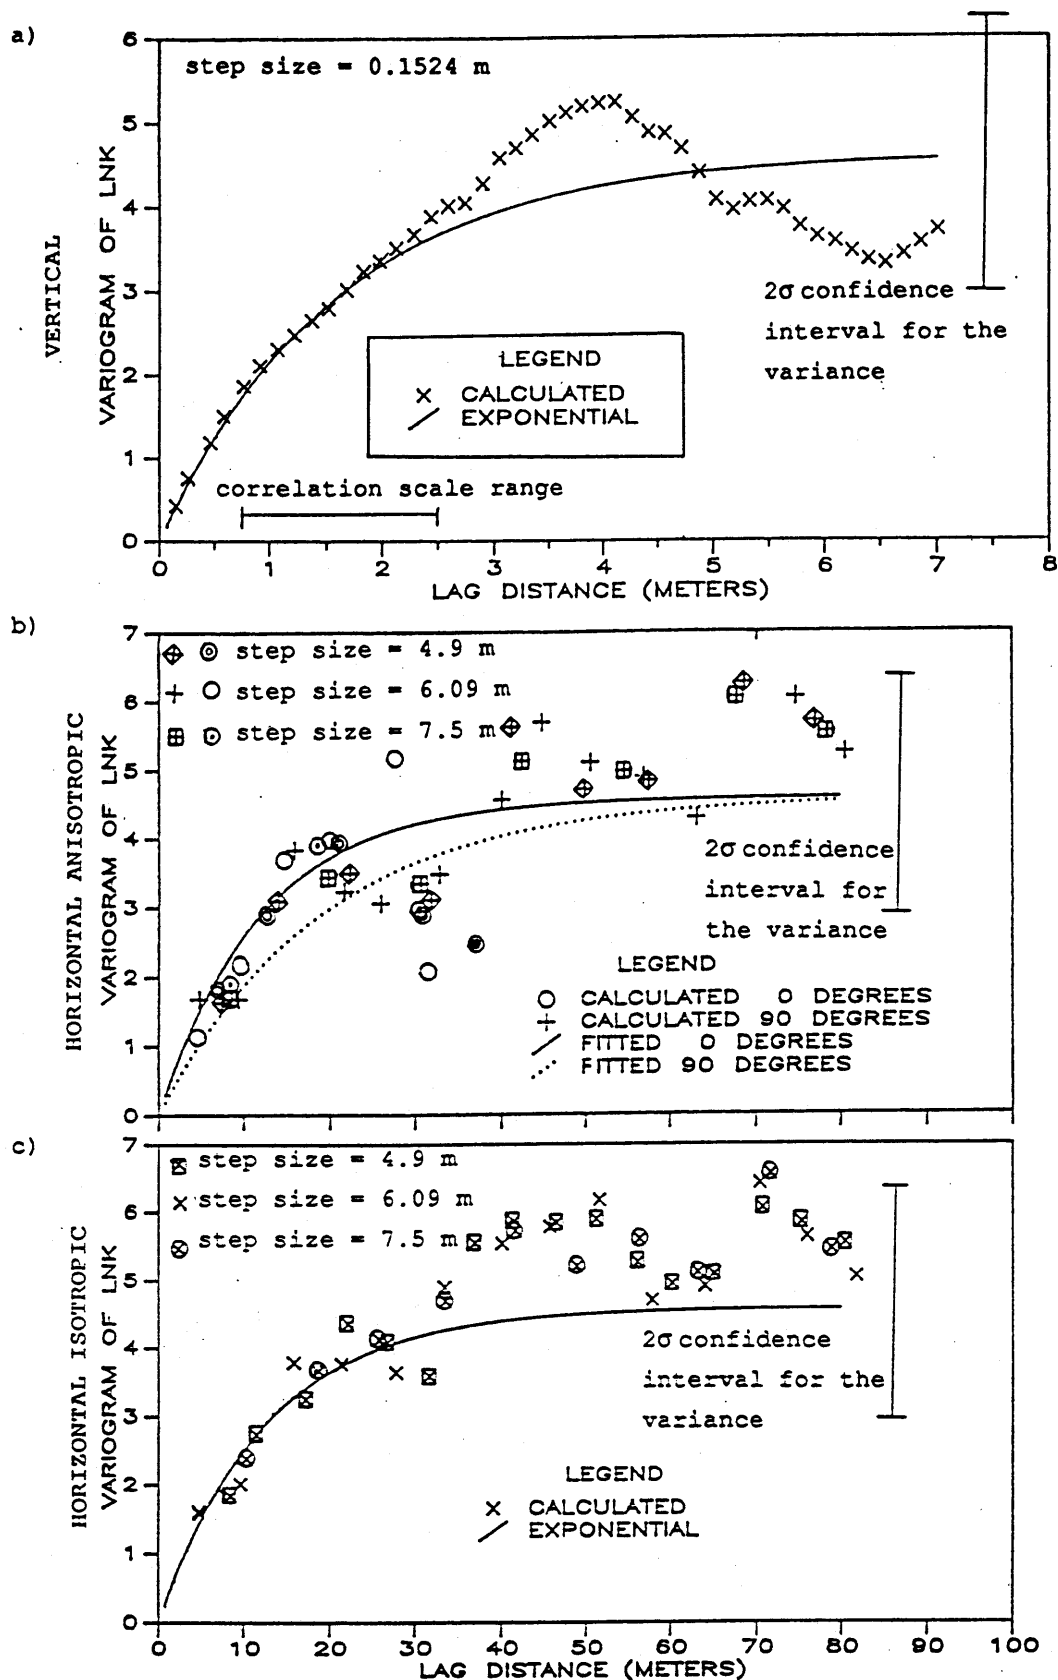 a)
VERTICAL
VARIOGRAM OF LNK
6
5
4
3
2
1
0
step size = 0.1524 m
2σ confidence
interval for the
variance
LEGEND
× CALCULATED
EXPONENTIAL
correlation scale range
0 1 2 3 4 5 6 7 8
LAG DISTANCE (METERS)
b)
HORIZONTAL ANISOTROPIC
VARIOGRAM OF LNK
7
6
5
4
3
2
1
0
step size = 4.9 m
step size = 6.09 m
step size = 7.5 m
2σ confidence
interval for
the variance
LEGEND
CALCULATED 0 DEGREES
CALCULATED 90 DEGREES
FITTED 0 DEGREES
FITTED 90 DEGREES
c)
HORIZONTAL ISOTROPIC
VARIOGRAM OF LNK
7
6
5
4
3
2
1
0
step size = 4.9 m
step size = 6.09 m
step size = 7.5 m
2σ confidence
interval for the
variance
LEGEND
× CALCULATED
EXPONENTIAL
0 10 20 30 40 50 60 70 80 90 100
LAG DISTANCE (METERS)